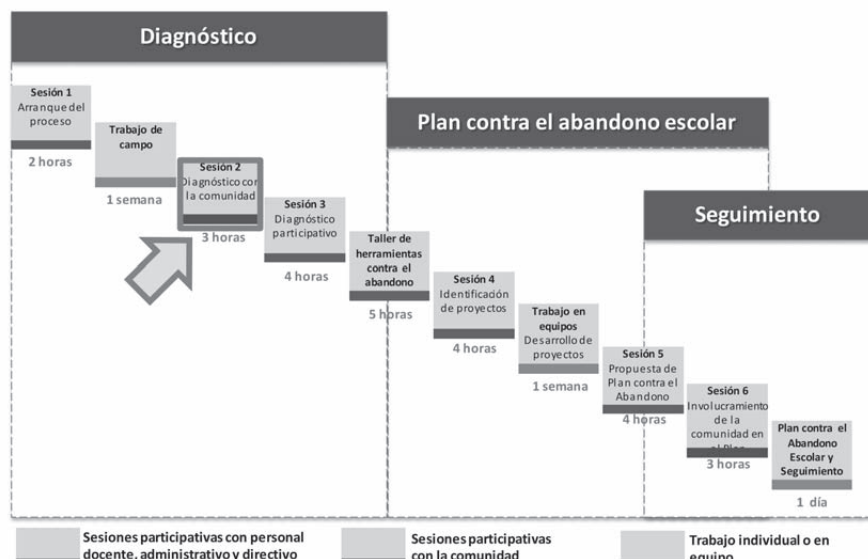 Diagnóstico
Sesión 1
Arranque del
proceso
2 horas
Trabajo de
campo
1 semana
Sesión 2
Diagnóstico con
la comunidad
3 horas
Sesión 3
Diagnóstico
participativo
4 horas
Taller de
herramientas
contra el
abandono
5 horas
Plan contra el abandono escolar
Sesión 4
Identificación
de proyectos
4 horas
Trabajo en
equipos
Desarrollo de
proyectos
1 semana
Seguimiento
Sesión 5
Propuesta de
Plan contra el
Abandono
4 horas
Sesión 6
Involucramiento
de la
comunidad en
el Plan
3 horas
Plan contra el
Abandono
Escolar y
Seguimiento
1 día
Sesiones participativas con personal
docente, administrativo y directivo
Sesiones participativas
con la comunidad
Trabajo individual o en
equipo